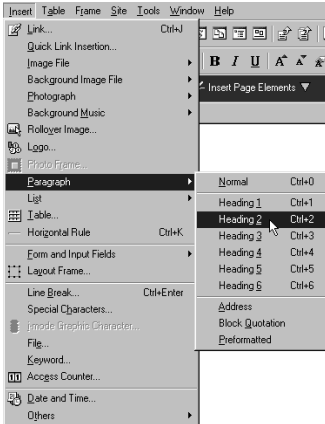 Insert Table Frame Site Tools Window Help
Link... Ctrl+J
Quick Link Insertion...
Image File
Background Image File
Photograph
Background Music
Rollover Image...
Logo...
Photo Frame...
Paragraph
List
Table...
Horizontal Rule Ctrl+K
Form and Input Fields
Layout Frame...
Line Break... Ctrl+Enter
Special Characters...
i-mode Graphic Character...
File...
Keyword...
Access Counter...
Date and Time...
Others
B I U A A
Insert Page Elements
Normal Ctrl+0
Heading 1 Ctrl+1
Heading 2 Ctrl+2
Heading 3 Ctrl+3
Heading 4 Ctrl+4
Heading 5 Ctrl+5
Heading 6 Ctrl+6
Address
Block Quotation
Preformatted